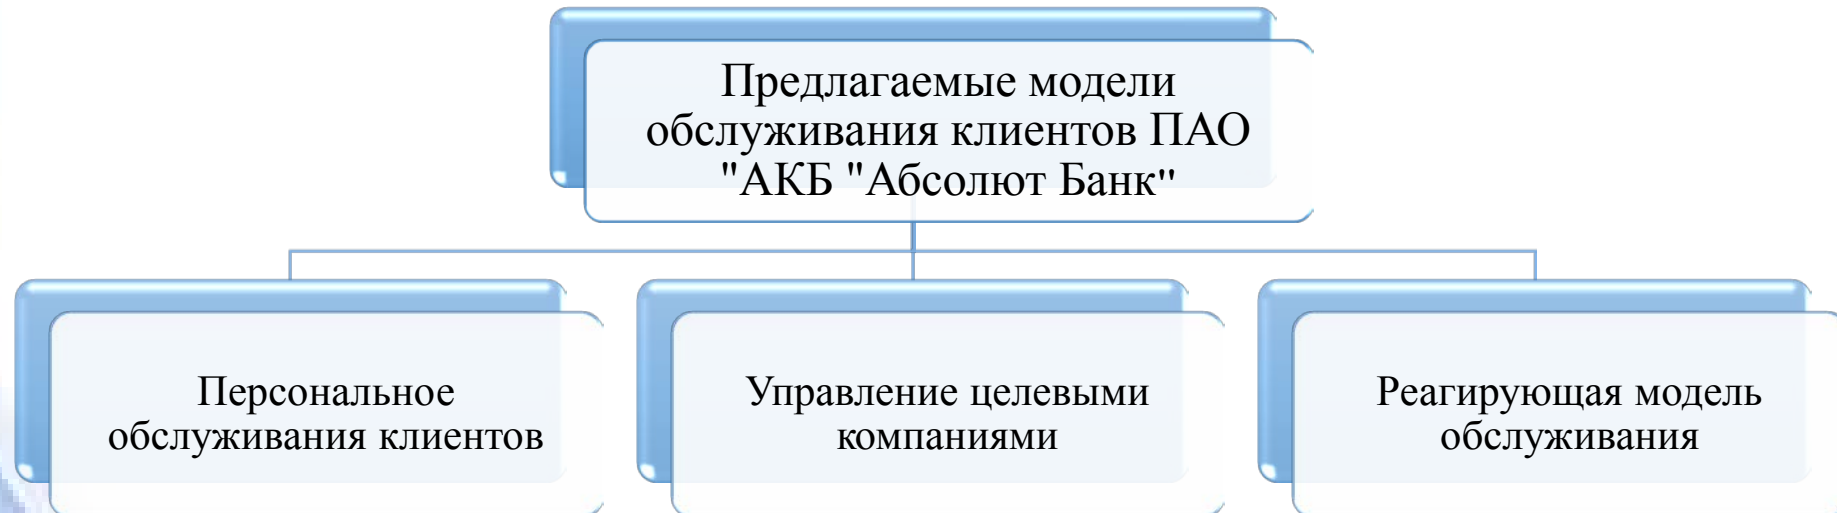 Предлагаемые модели
обслуживания клиентов ПАО
"АКБ "Абсолют Банк"
Персональное
обслуживания клиентов
Управление целевыми
компаниями
Реагирующая модель
обслуживания